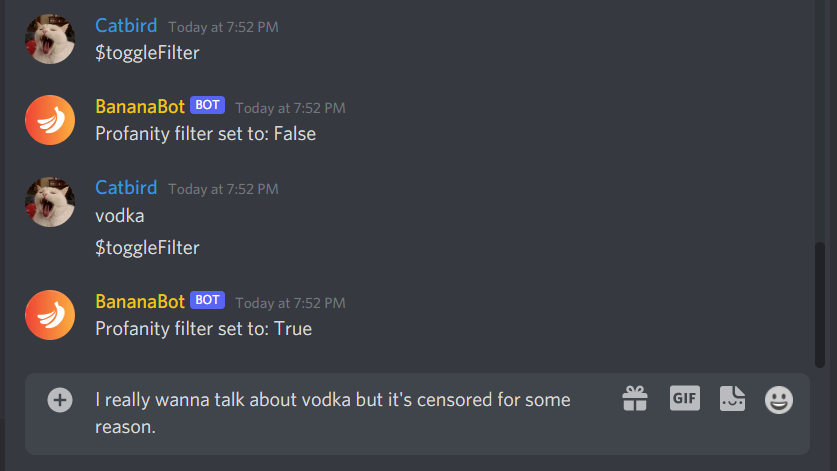 Catbird Today at 7:52 PM
$toggleFilter
BananaBot BOT Today at 7:52 PM
Profanity filter set to: False
Catbird Today at 7:52 PM
vodka
$toggleFilter
BananaBot BOT Today at 7:52 PM
Profanity filter set to: True
I really wanna talk about vodka but it's censored for some
reason.
GIF